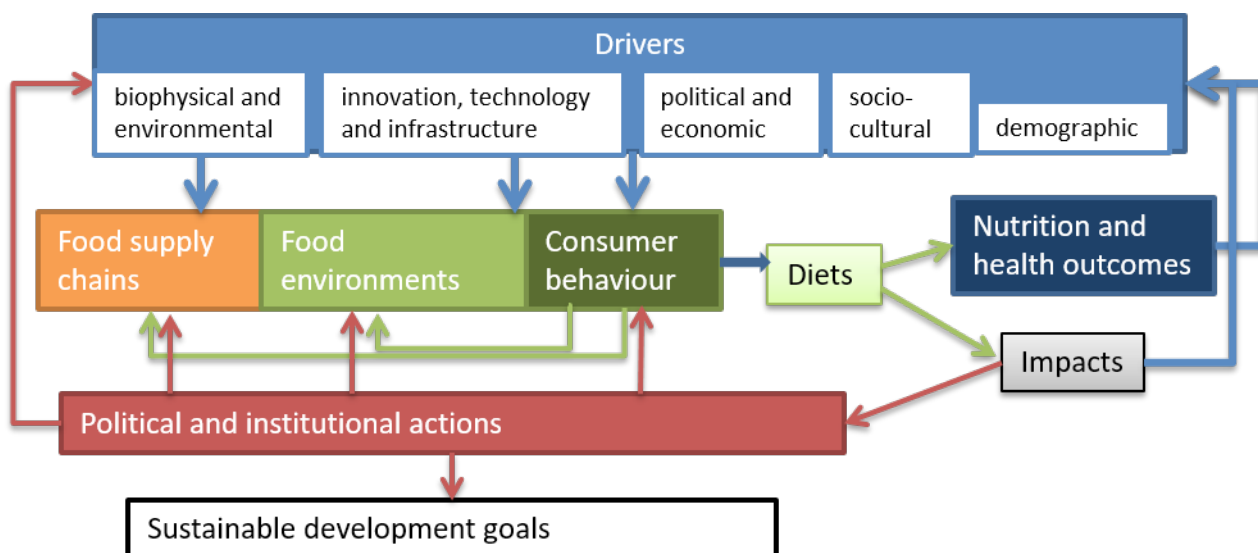 Drivers
biophysical and
environmental
innovation, technology
and infrastructure
political and
economic
socio-
cultural
demographic
Food supply
chains
Food
environments
Consumer
behaviour
Diets
Nutrition and
health outcomes
Impacts
Political and institutional actions
Sustainable development goals